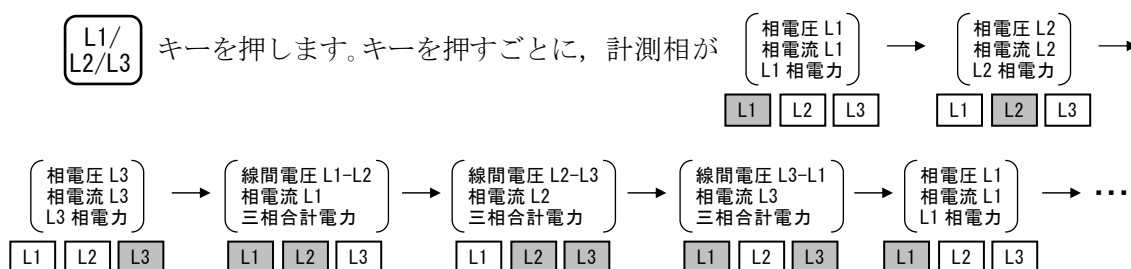 L1/
L2/L3
キーを押します。キーを押すごとに，計測相が
相電圧 L1
相電流 L1
L1 相電力
→
相電圧 L2
相電流 L2
L2 相電力
→
L1 L2 L3
L1 L2 L3
相電圧 L3
相電流 L3
L3 相電力
→
線間電圧 L1-L2
相電流 L1
三相合計電力
→
線間電圧 L2-L3
相電流 L2
三相合計電力
→
線間電圧 L3-L1
相電流 L3
三相合計電力
→
相電圧 L1
相電流 L1
L1 相電力
→ ･･･
L1 L2 L3
L1 L2 L3
L1 L2 L3
L1 L2 L3
L1 L2 L3